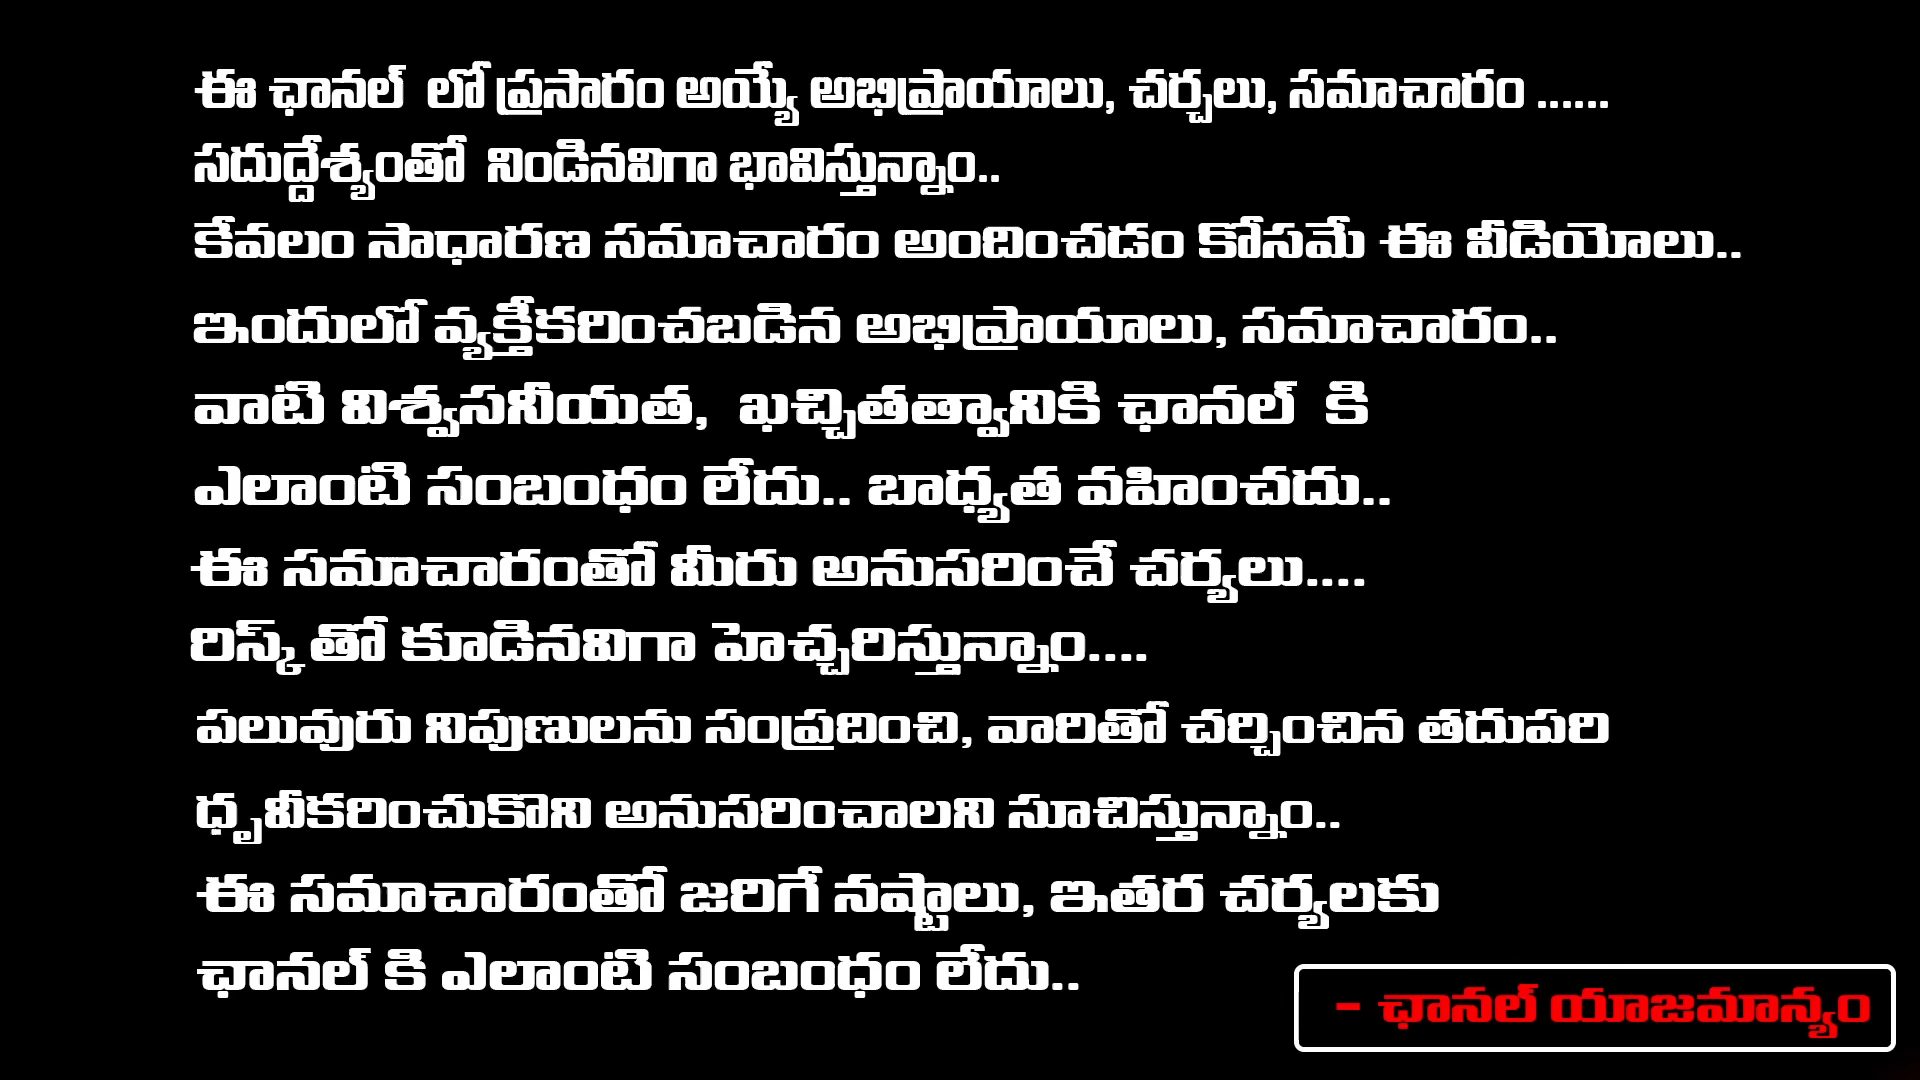 ఈ ఛానల్ లో ప్రసారం అయ్యే అభిప్రాయాలు, చర్చలు, సమాచారం ......
సదుద్దేశ్యంతో నిండినవిగా భావిస్తున్నాం..
కేవలం సాధారణ సమాచారం అందించడం కోసమే ఈ వీడియోలు..
ఇందులో వ్యక్తీకరించబడిన అభిప్రాయాలు, సమాచారం..
వాటి విశ్వసనీయత, ఖచ్చితత్వానికి ఛానల్ కి
ఎలాంటి సంబంధం లేదు.. బాధ్యత వహించదు..
ఈ సమాచారంతో మీరు అనుసరించే చర్యలు....
రిస్క్ తో కూడినవిగా హెచ్చరిస్తున్నాం....
పలువురు నిపుణులను సంప్రదించి, వారితో చర్చించిన తదుపరి
ధృవీకరించుకొని అనుసరించాలని సూచిస్తున్నాం..
ఈ సమాచారంతో జరిగే నష్టాలు, ఇతర చర్యలకు
ఛానల్ కి ఎలాంటి సంబంధం లేదు..
- ఛానల్ యాజమాన్యం